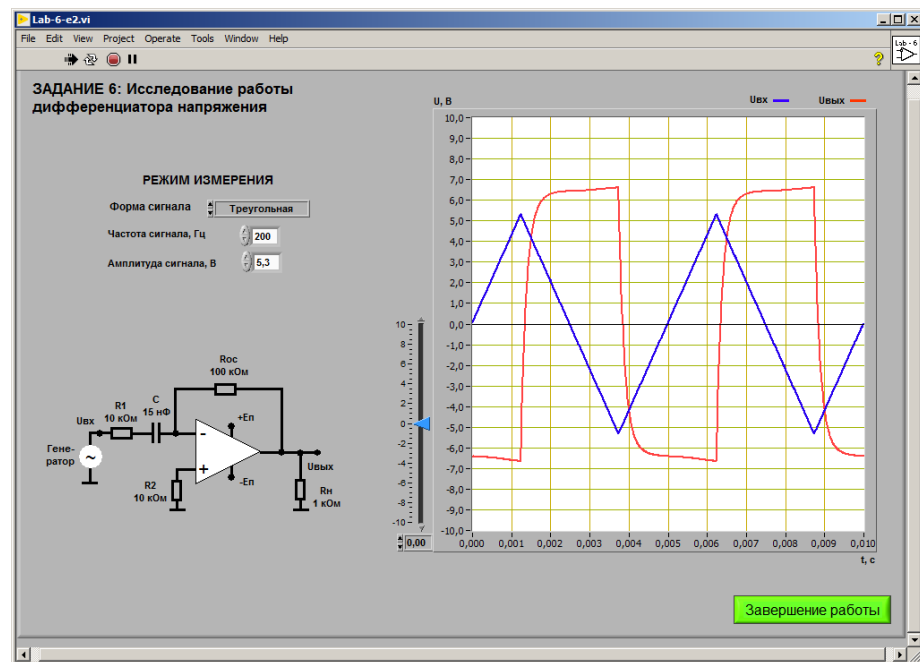 Lab-6-e2.vi
File Edit View Project Operate Tools Window Help
Lab - 6
ЗАДАНИЕ 6: Исследование работы
дифференциатора напряжения
РЕЖИМ ИЗМЕРЕНИЯ
Форма сигнала Треугольная
Частота сигнала, Гц 200
Амплитуда сигнала, В 5,3
U, В
Uвх Uвых
10,0
9,0
8,0
7,0
6,0
5,0
4,0
3,0
2,0
1,0
0,0
-1,0
-2,0
-3,0
-4,0
-5,0
-6,0
-7,0
-8,0
-9,0
-10,0
0,000 0,001 0,002 0,003 0,004 0,005 0,006 0,007 0,008 0,009 0,010
t, c
10
8
6
4
2
0
-2
-4
-6
-8
-10
0,00
Rос
100 кОм
C
15 нФ
R1
10 кОм
Uвх
+Eп
-
+
-Eп
Гене-
ратор
~
R2
10 кОм
Uвых
Rн
1 кОм
Завершение работы